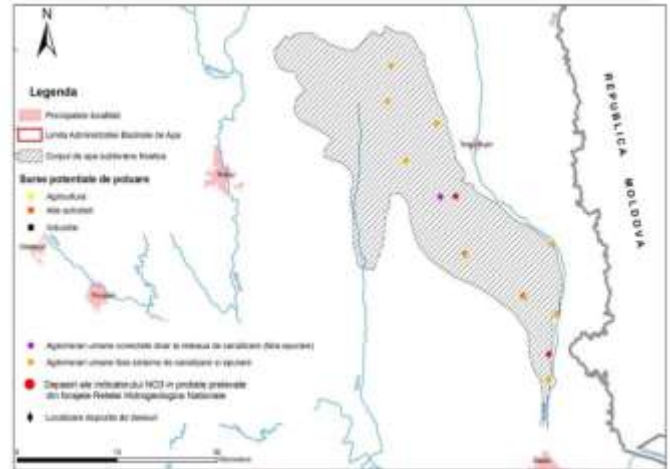 N
Legenda
Principalele localitati
Limita Administratiei Bazinale de Apa
Corpul de apa subterana freatica
Surse potentiale de poluare
Agricultura
Alte activitati
Industrie
REPUBLICA MOLDOVA
Aglomerari umane conectate doar la reteaua de canalizare (fara epurare)
Aglomerari umane fara sisteme de canalizare si epurare
Depasiri ale indicatorului NO3 in probele prelevate
din forajele Retelei Hidrogeologice Nationale
Localizare depozite de deseuri